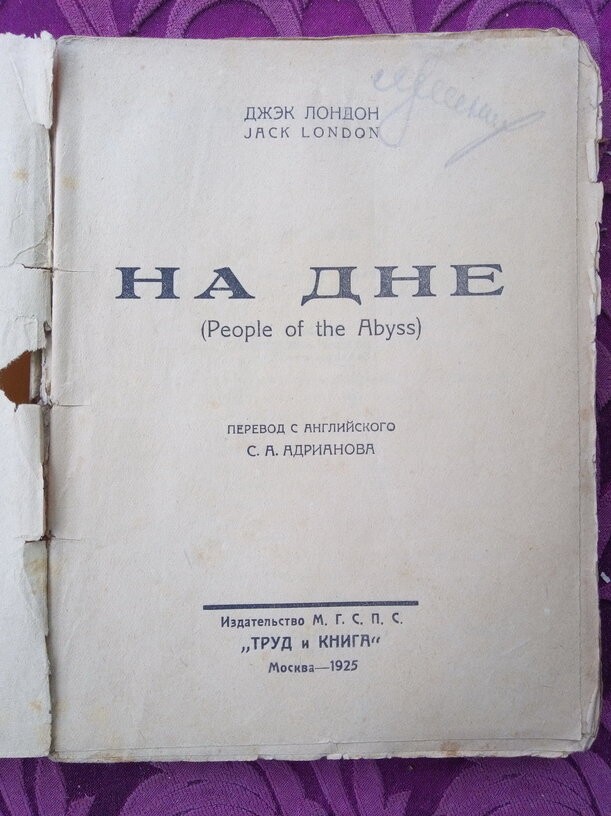 ДЖЭК ЛОНДОН
JACK LONDON
НА ДНЕ
(People of the Abyss)
ПЕРЕВОД С АНГЛИЙСКОГО
С. А. АДРИАНОВА
Издательство М. Г. С. П. С.
„ТРУД и КНИГА“
Москва—1925